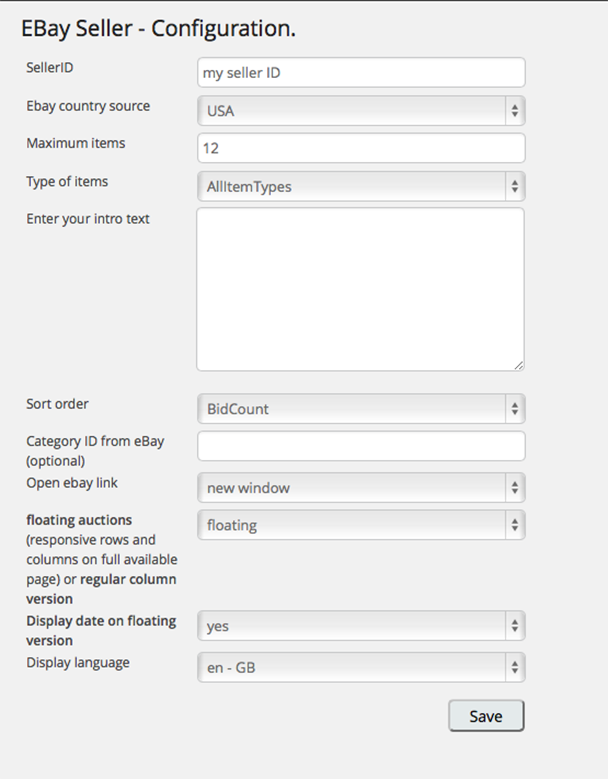 EBay Seller - Configuration.
SellerID
my seller ID
Ebay country source
USA
Maximum items
12
Type of items
AllItemTypes
Enter your intro text
Sort order
BidCount
Category ID from eBay
(optional)
Open ebay link
new window
floating auctions
floating
(responsive rows and
columns on full available
page) or regular column
version
Display date on floating
version
yes
Display language
en - GB
Save